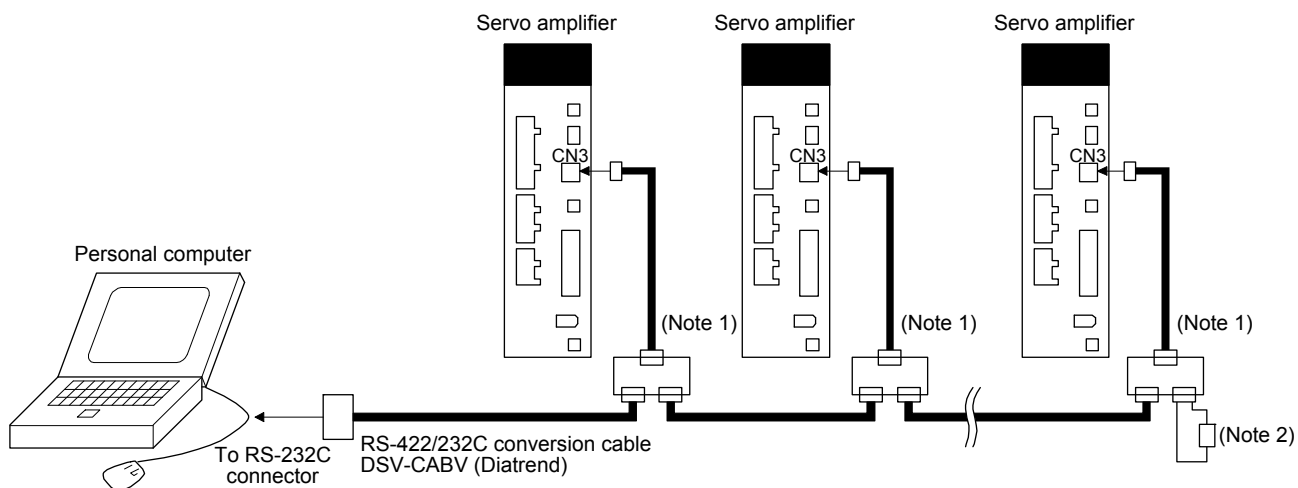 Servo amplifier
Servo amplifier
Servo amplifier
CN3
CN3
CN3
Personal computer
(Note 1)
(Note 1)
(Note 1)
To RS-232C
connector
RS-422/232C conversion cable
DSV-CABV (Diatrend)
(Note 2)